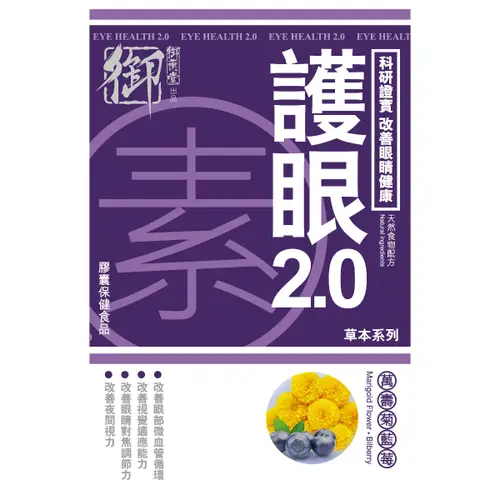 EYE HEALTH 2.0 EYE HEALTH 2.0 EYE HEALTH 2.0 EYE HEALTH 2.0
御
御藥堂
出品
護眼2.0
科研證實 改善眼睛健康
天然食物配方
Natural Ingredients
素
膠囊保健食品
草本系列
萬壽菊藍莓
Marigold Flower • Bilberry
● 改善眼部微血管循環
● 改善視覺適應能力
● 改善眼睛對焦調節力
● 改善夜間視力